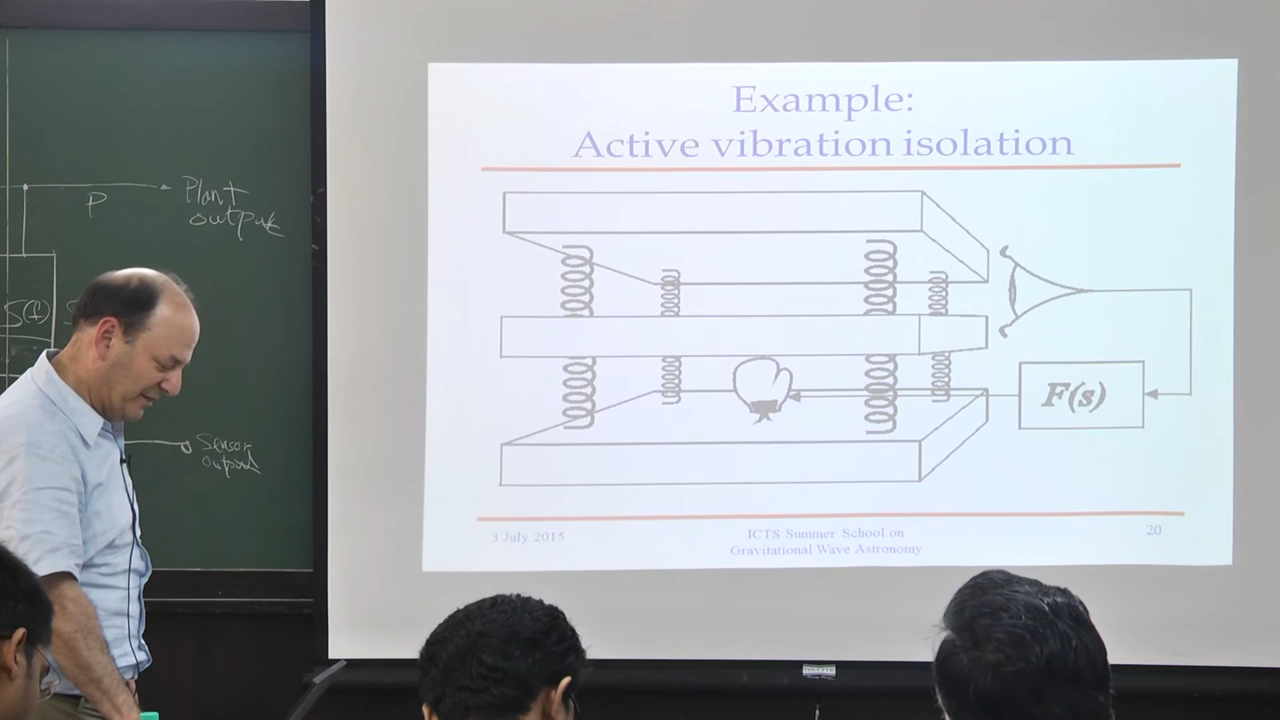 Example:
Active vibration isolation
P
Plant
output
S(f)
Sensor
output
F(s)
3 July 2015
ICTS Summer School on
Gravitational Wave Astronomy
20